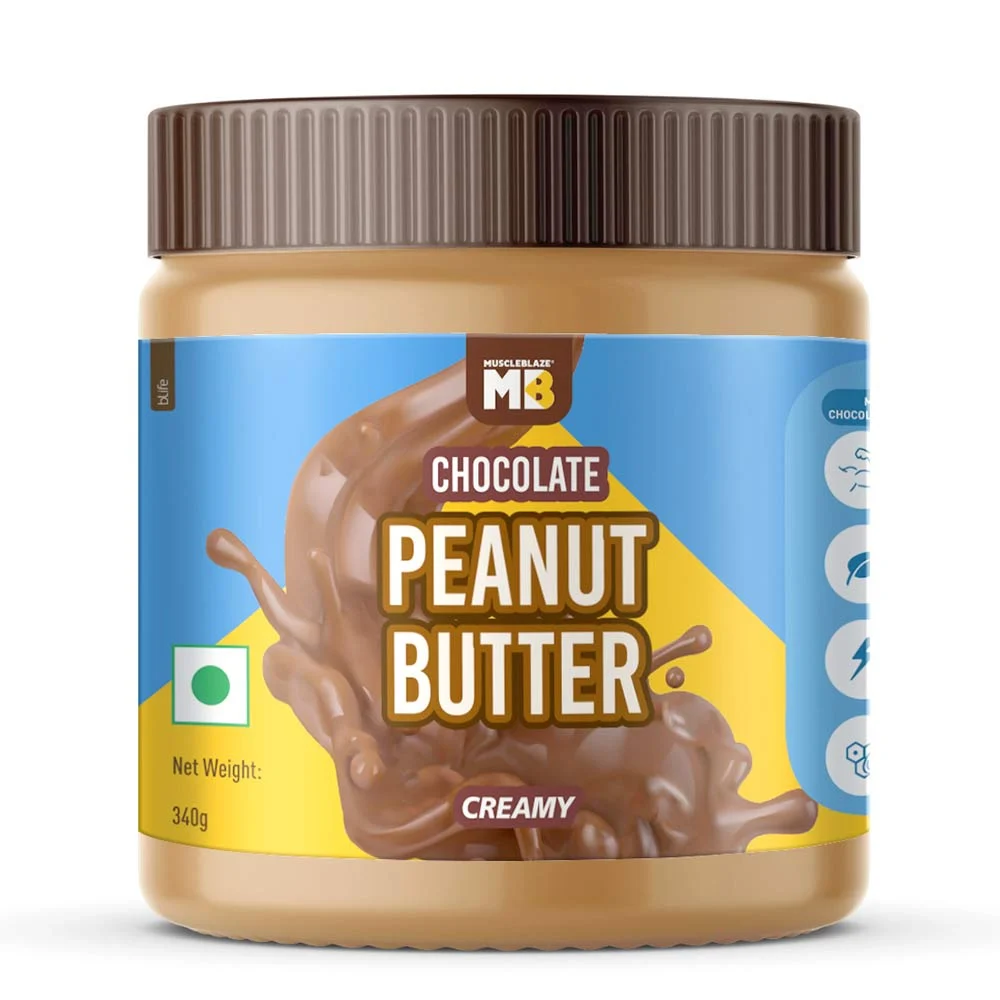 MUSCLEBLAZE®
MB
bLife
CHOCOLATE
PEANUT
BUTTER
CREAMY
Net Weight:
340g